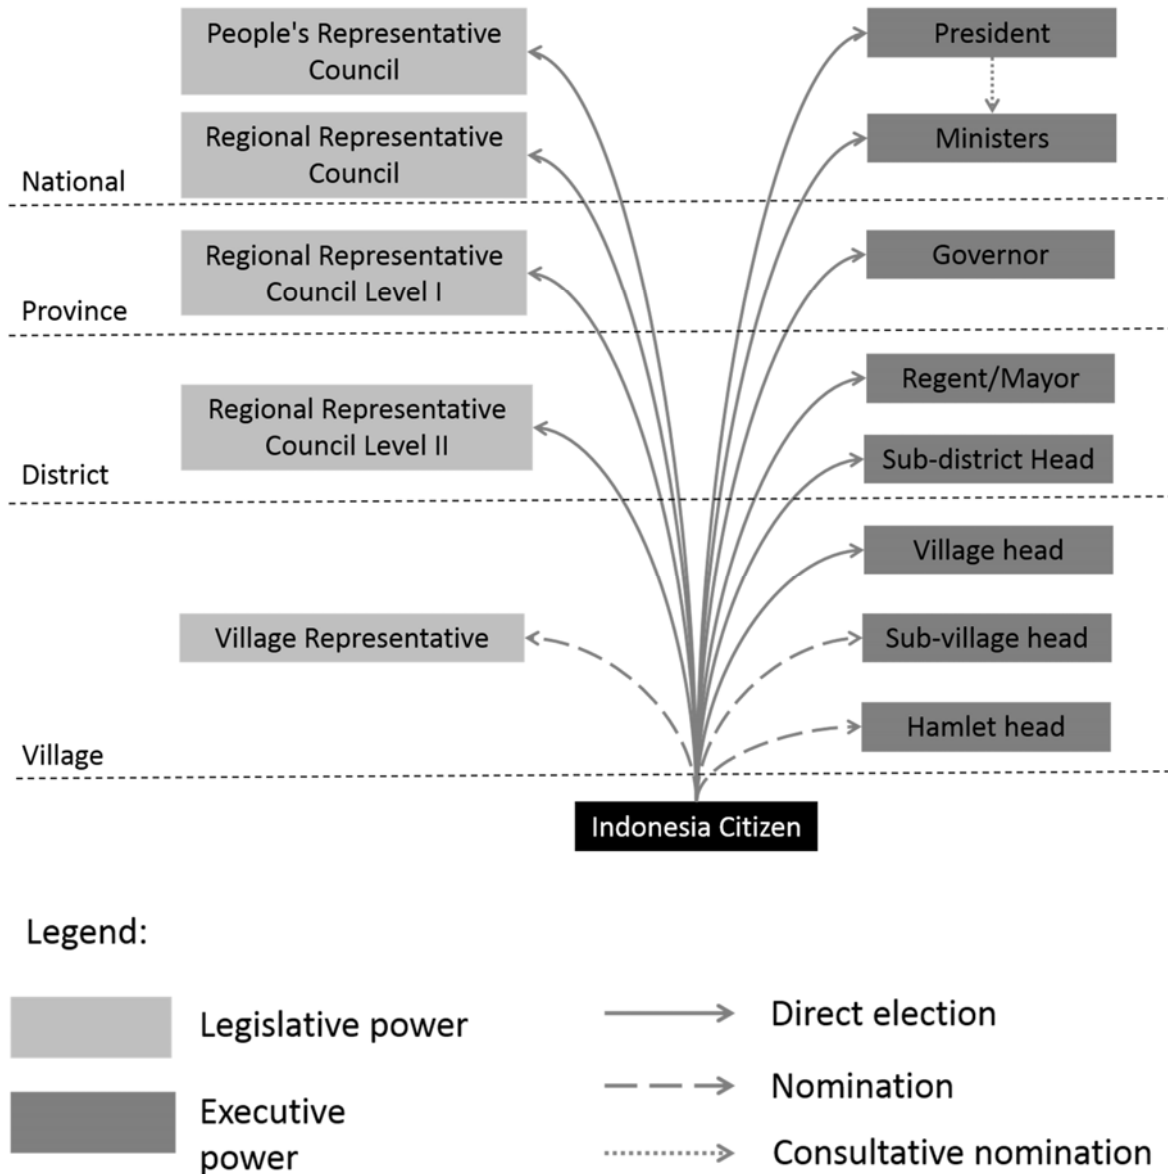 People's Representative
Council
President
Regional Representative
Council
Ministers
National
Regional Representative
Council Level I
Governor
Province
Regent/Mayor
Regional Representative
Council Level II
Sub-district Head
District
Village head
Village Representative
Sub-village head
Hamlet head
Village
Indonesia Citizen
Legend:
Legislative power
Direct election
Nomination
Executive
power
Consultative nomination